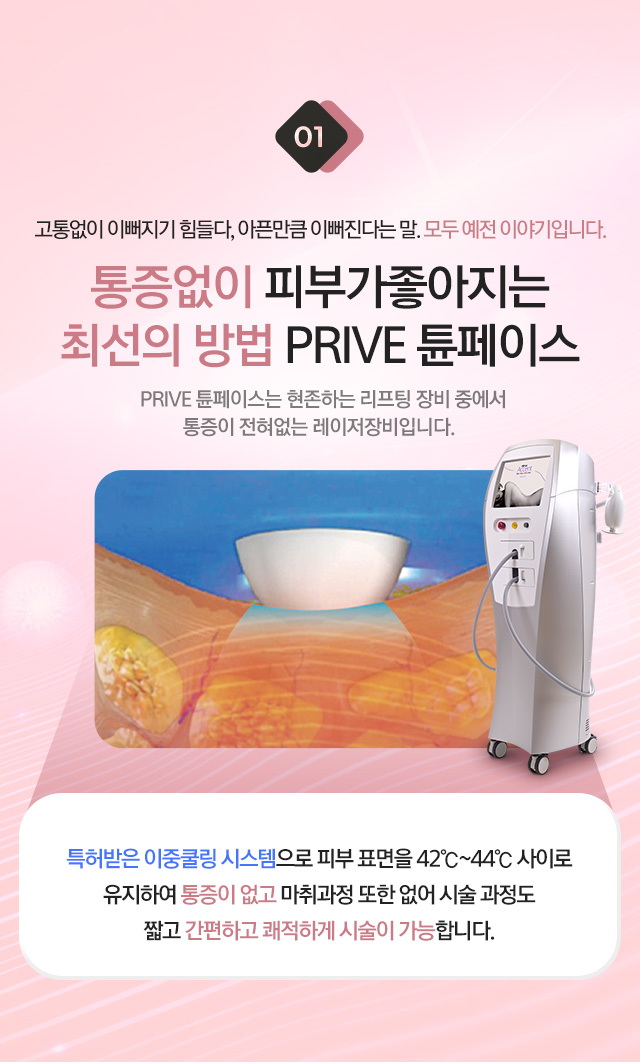 01
고통없이 이뻐지기 힘들다, 아픈만큼 이뻐진다는 말. 모두 예전 이야기입니다.
통증없이 피부가좋아지는
최선의 방법 PRIVE 튠페이스
PRIVE 튠페이스는 현존하는 리프팅 장비 중에서
통증이 전혀없는 레이저장비입니다.
Accent
특허받은 이중쿨링 시스템으로 피부 표면을 42℃~44℃ 사이로
유지하여 통증이 없고 마취과정 또한 없어 시술 과정도
짧고 간편하고 쾌적하게 시술이 가능합니다.